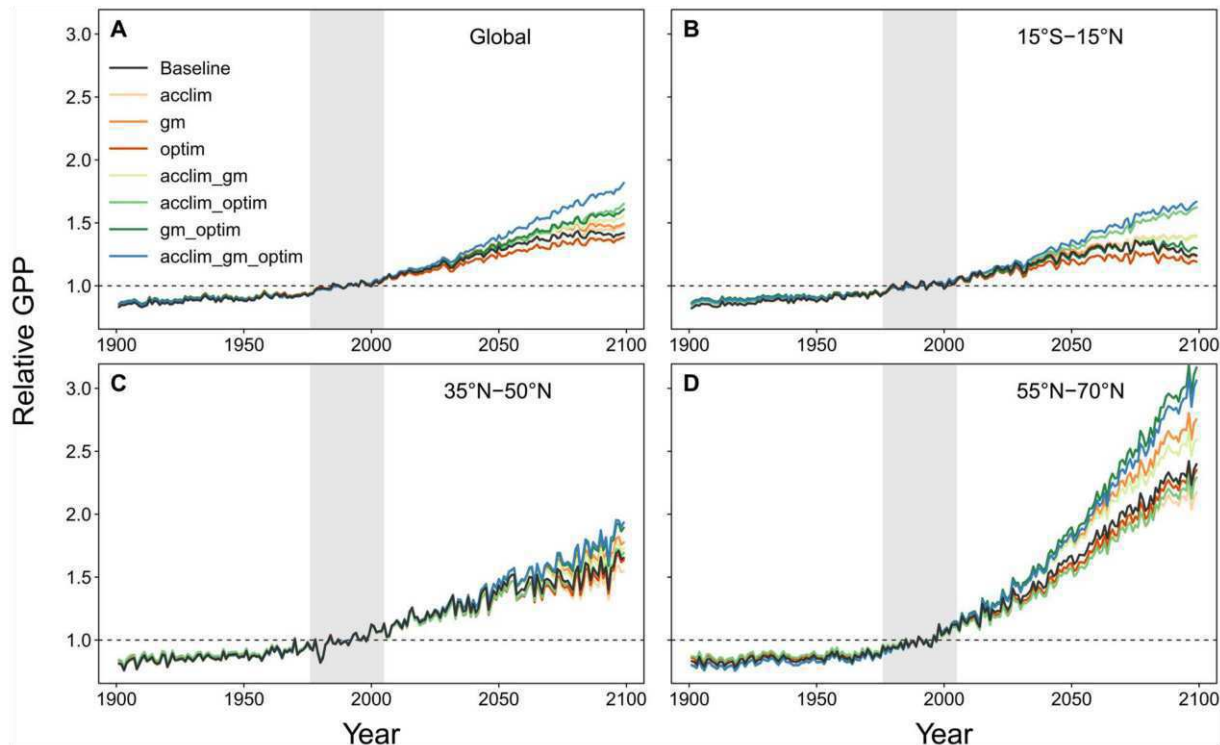 A
Global
3.0
2.5
2.0
1.5
1.0
Baseline
acclim
gm
optim
acclim_gm
acclim_optim
gm_optim
acclim_gm_optim
1900 1950 2000 2050 2100
B
15°S−15°N
1900 1950 2000 2050 2100
Relative GPP
C
35°N−50°N
3.0
2.5
2.0
1.5
1.0
1900 1950 2000 2050 2100
Year
D
55°N−70°N
1900 1950 2000 2050 2100
Year